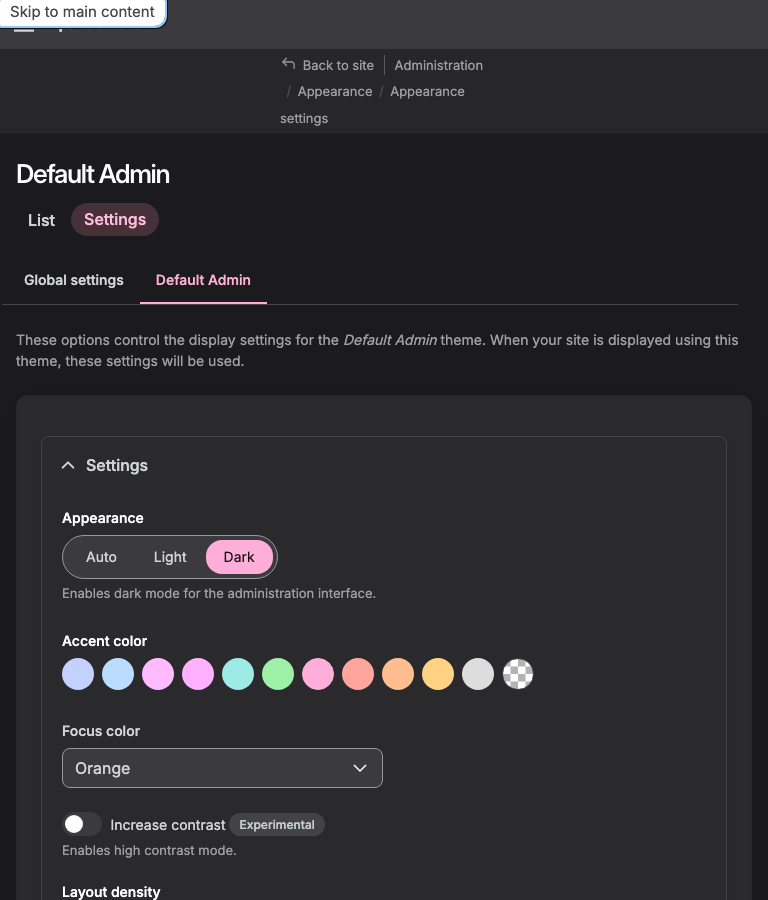 Skip to main content
Back to site
Administration
/ Appearance / Appearance
settings
Default Admin
List
Settings
Global settings
Default Admin
These options control the display settings for the Default Admin theme. When your site is displayed using this
theme, these settings will be used.
Settings
Appearance
Auto
Light
Dark
Enables dark mode for the administration interface.
Accent color
Focus color
Orange
Increase contrast
Experimental
Enables high contrast mode.
Layout density